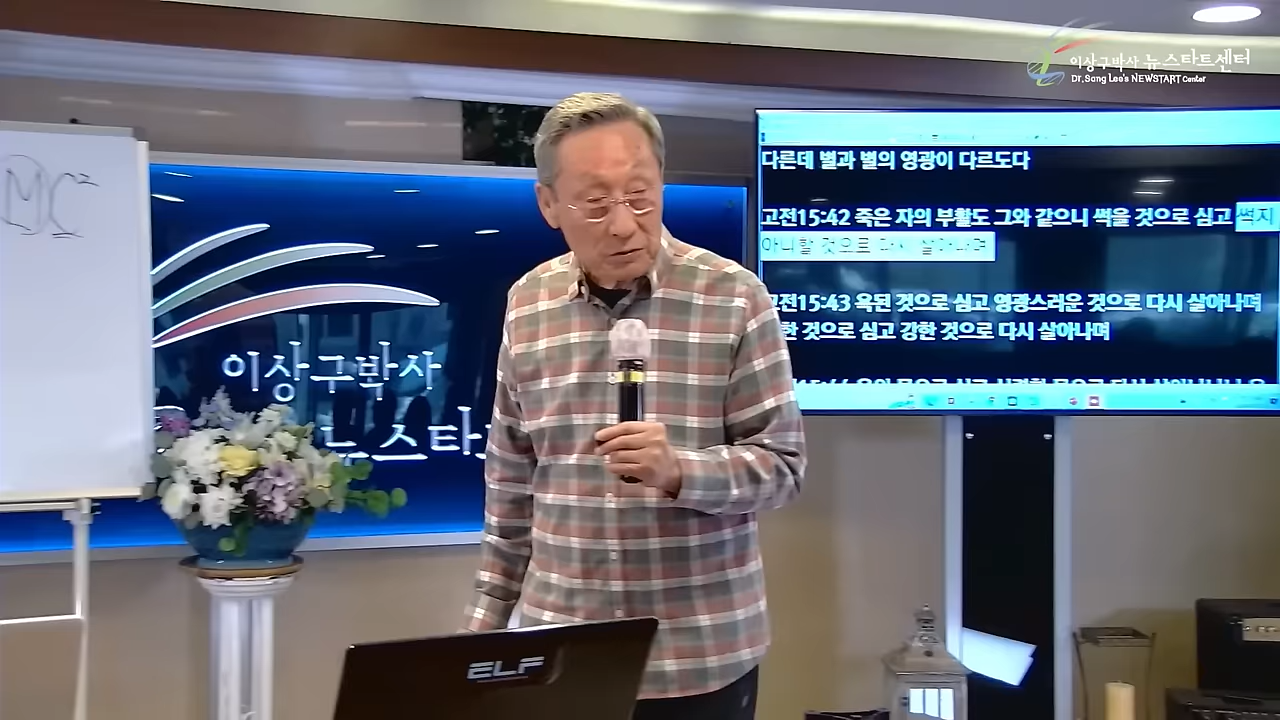 이상구박사 뉴스타트센터
Dr. Sang Lee's NEWSTART Center
MC²
다른데 별과 별의 영광이 다르도다
고전15:42 죽은 자의 부활도 그와 같으니 썩을 것으로 심고 썩지
아니할 것으로 다시 살아나며
고전15:43 욕된 것으로 심고 영광스러운 것으로 다시 살아나며
한 것으로 심고 강한 것으로 다시 살아나며
이상구박사
뉴스타
ELF